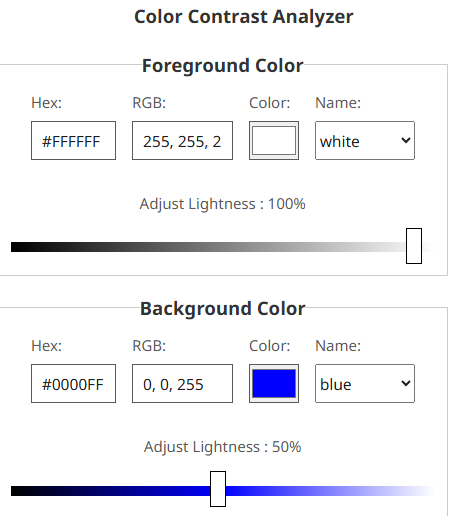 Color Contrast Analyzer
Foreground Color
Hex: RGB: Color: Name:
#FFFFFF 255, 255, 2 white
Adjust Lightness : 100%
Background Color
Hex: RGB: Color: Name:
#0000FF 0, 0, 255 blue
Adjust Lightness : 50%